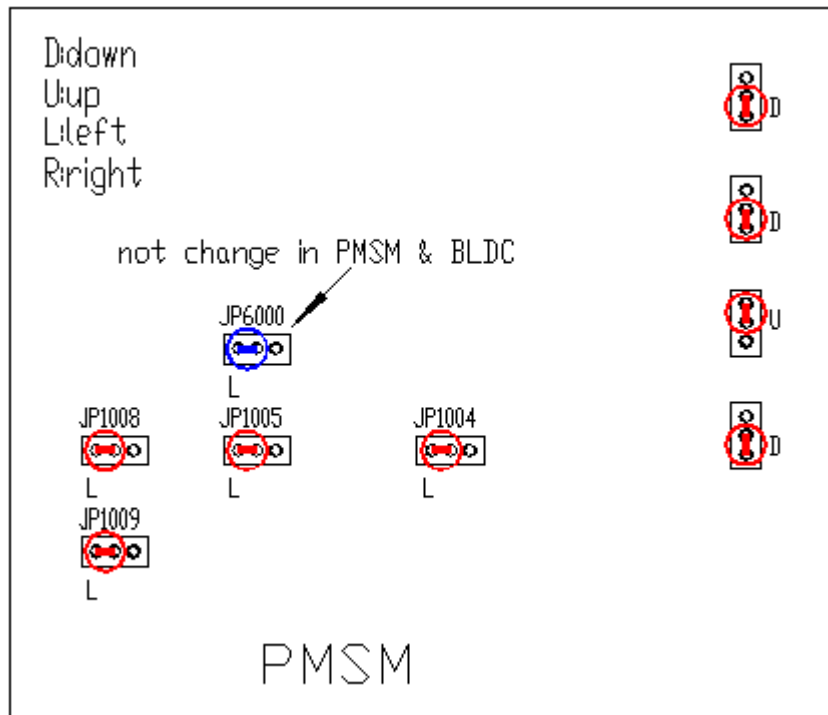 D:down
U:up
L:left
R:right
D
D
not change in PMSM & BLDC
JP6000
U
L
JP1008 JP1005 JP1004
D
L L L
JP1009
L
PMSM